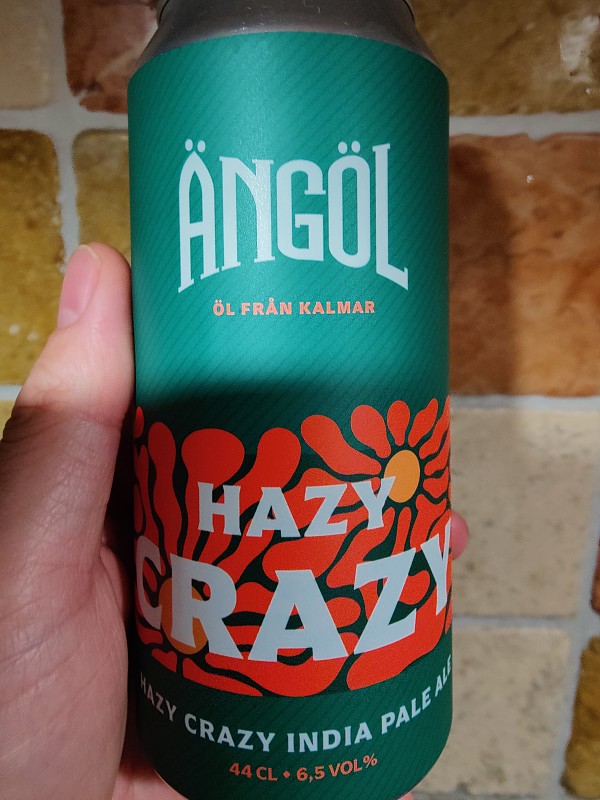 ÄNGÖL
ÖL FRÅN KALMAR
HAZY
CRAZY
HAZY CRAZY INDIA PALE ALE
44 CL • 6,5 VOL%